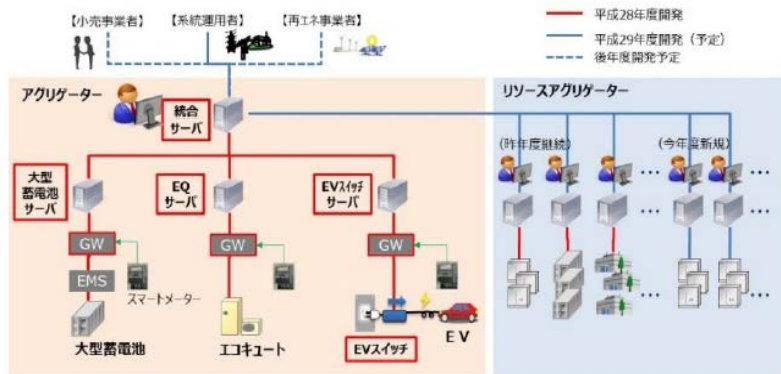 【小売事業者】 【系統運用者】 【再エネ事業者】
平成28年度開発
平成29年度開発（予定）
後年度開発予定
アグリゲーター
統合
サーバ
リソースアグリゲーター
(昨年度継続)
(今年度新規)
大型
蓄電池
サーバ
EQ
サーバ
EVスイッチ
サーバ
GW
GW
GW
EMS
スマートメーター
大型蓄電池
エコキュート
EVスイッチ
EV